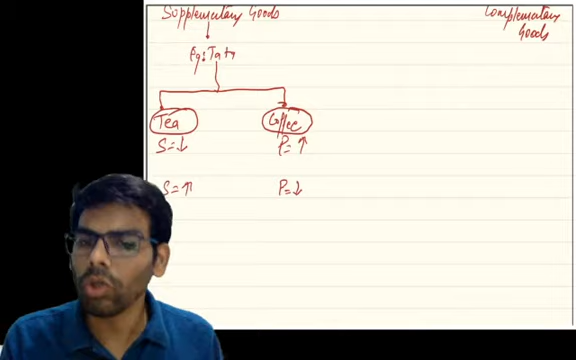 Supplementary Goods
Complementary
Goods
Eg: Tata
Tea
Coffee
S = ↓
P = ↑
S = ↑
P = ↓